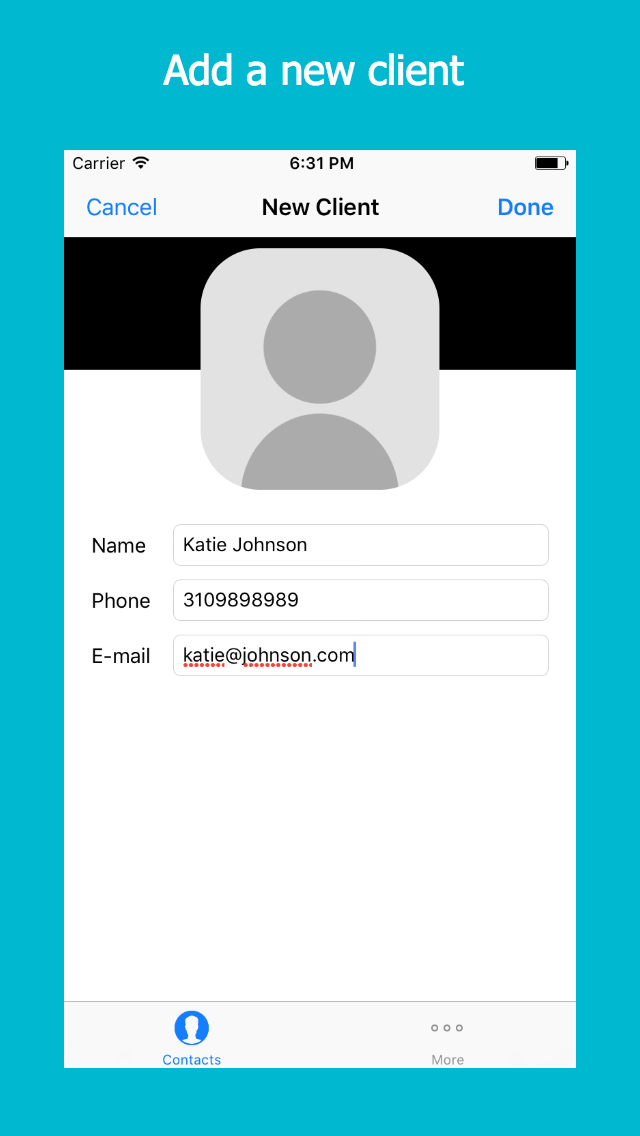 Add a new client
Carrier 6:31 PM
Cancel New Client Done
Name Katie Johnson
Phone 3109898989
E-mail katie@johnson.com
Contacts More